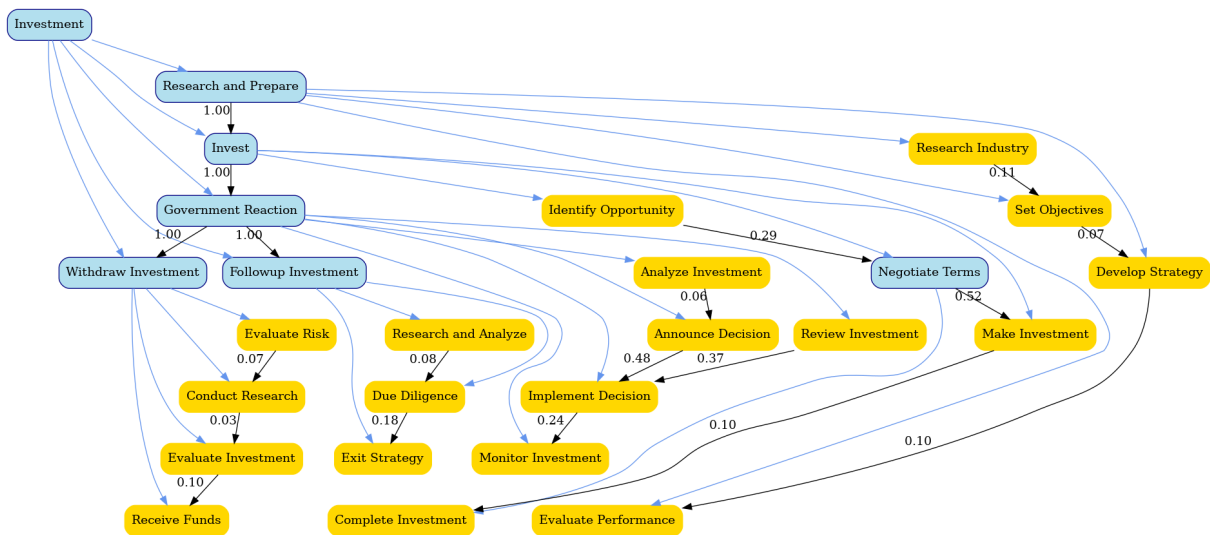 Investment
Research and Prepare
1.00
Invest
Research Industry
1.00
0.11
Government Reaction
Identify Opportunity
Set Objectives
1.00
1.00
0.29
0.07
Withdraw Investment
Followup Investment
Analyze Investment
Negotiate Terms
Develop Strategy
0.06
0.52
Evaluate Risk
Research and Analyze
Announce Decision
Review Investment
Make Investment
0.07
0.08
0.48
0.37
Conduct Research
Due Diligence
Implement Decision
0.03
0.18
0.24
0.10
0.10
Evaluate Investment
Exit Strategy
Monitor Investment
0.10
Receive Funds
Complete Investment
Evaluate Performance